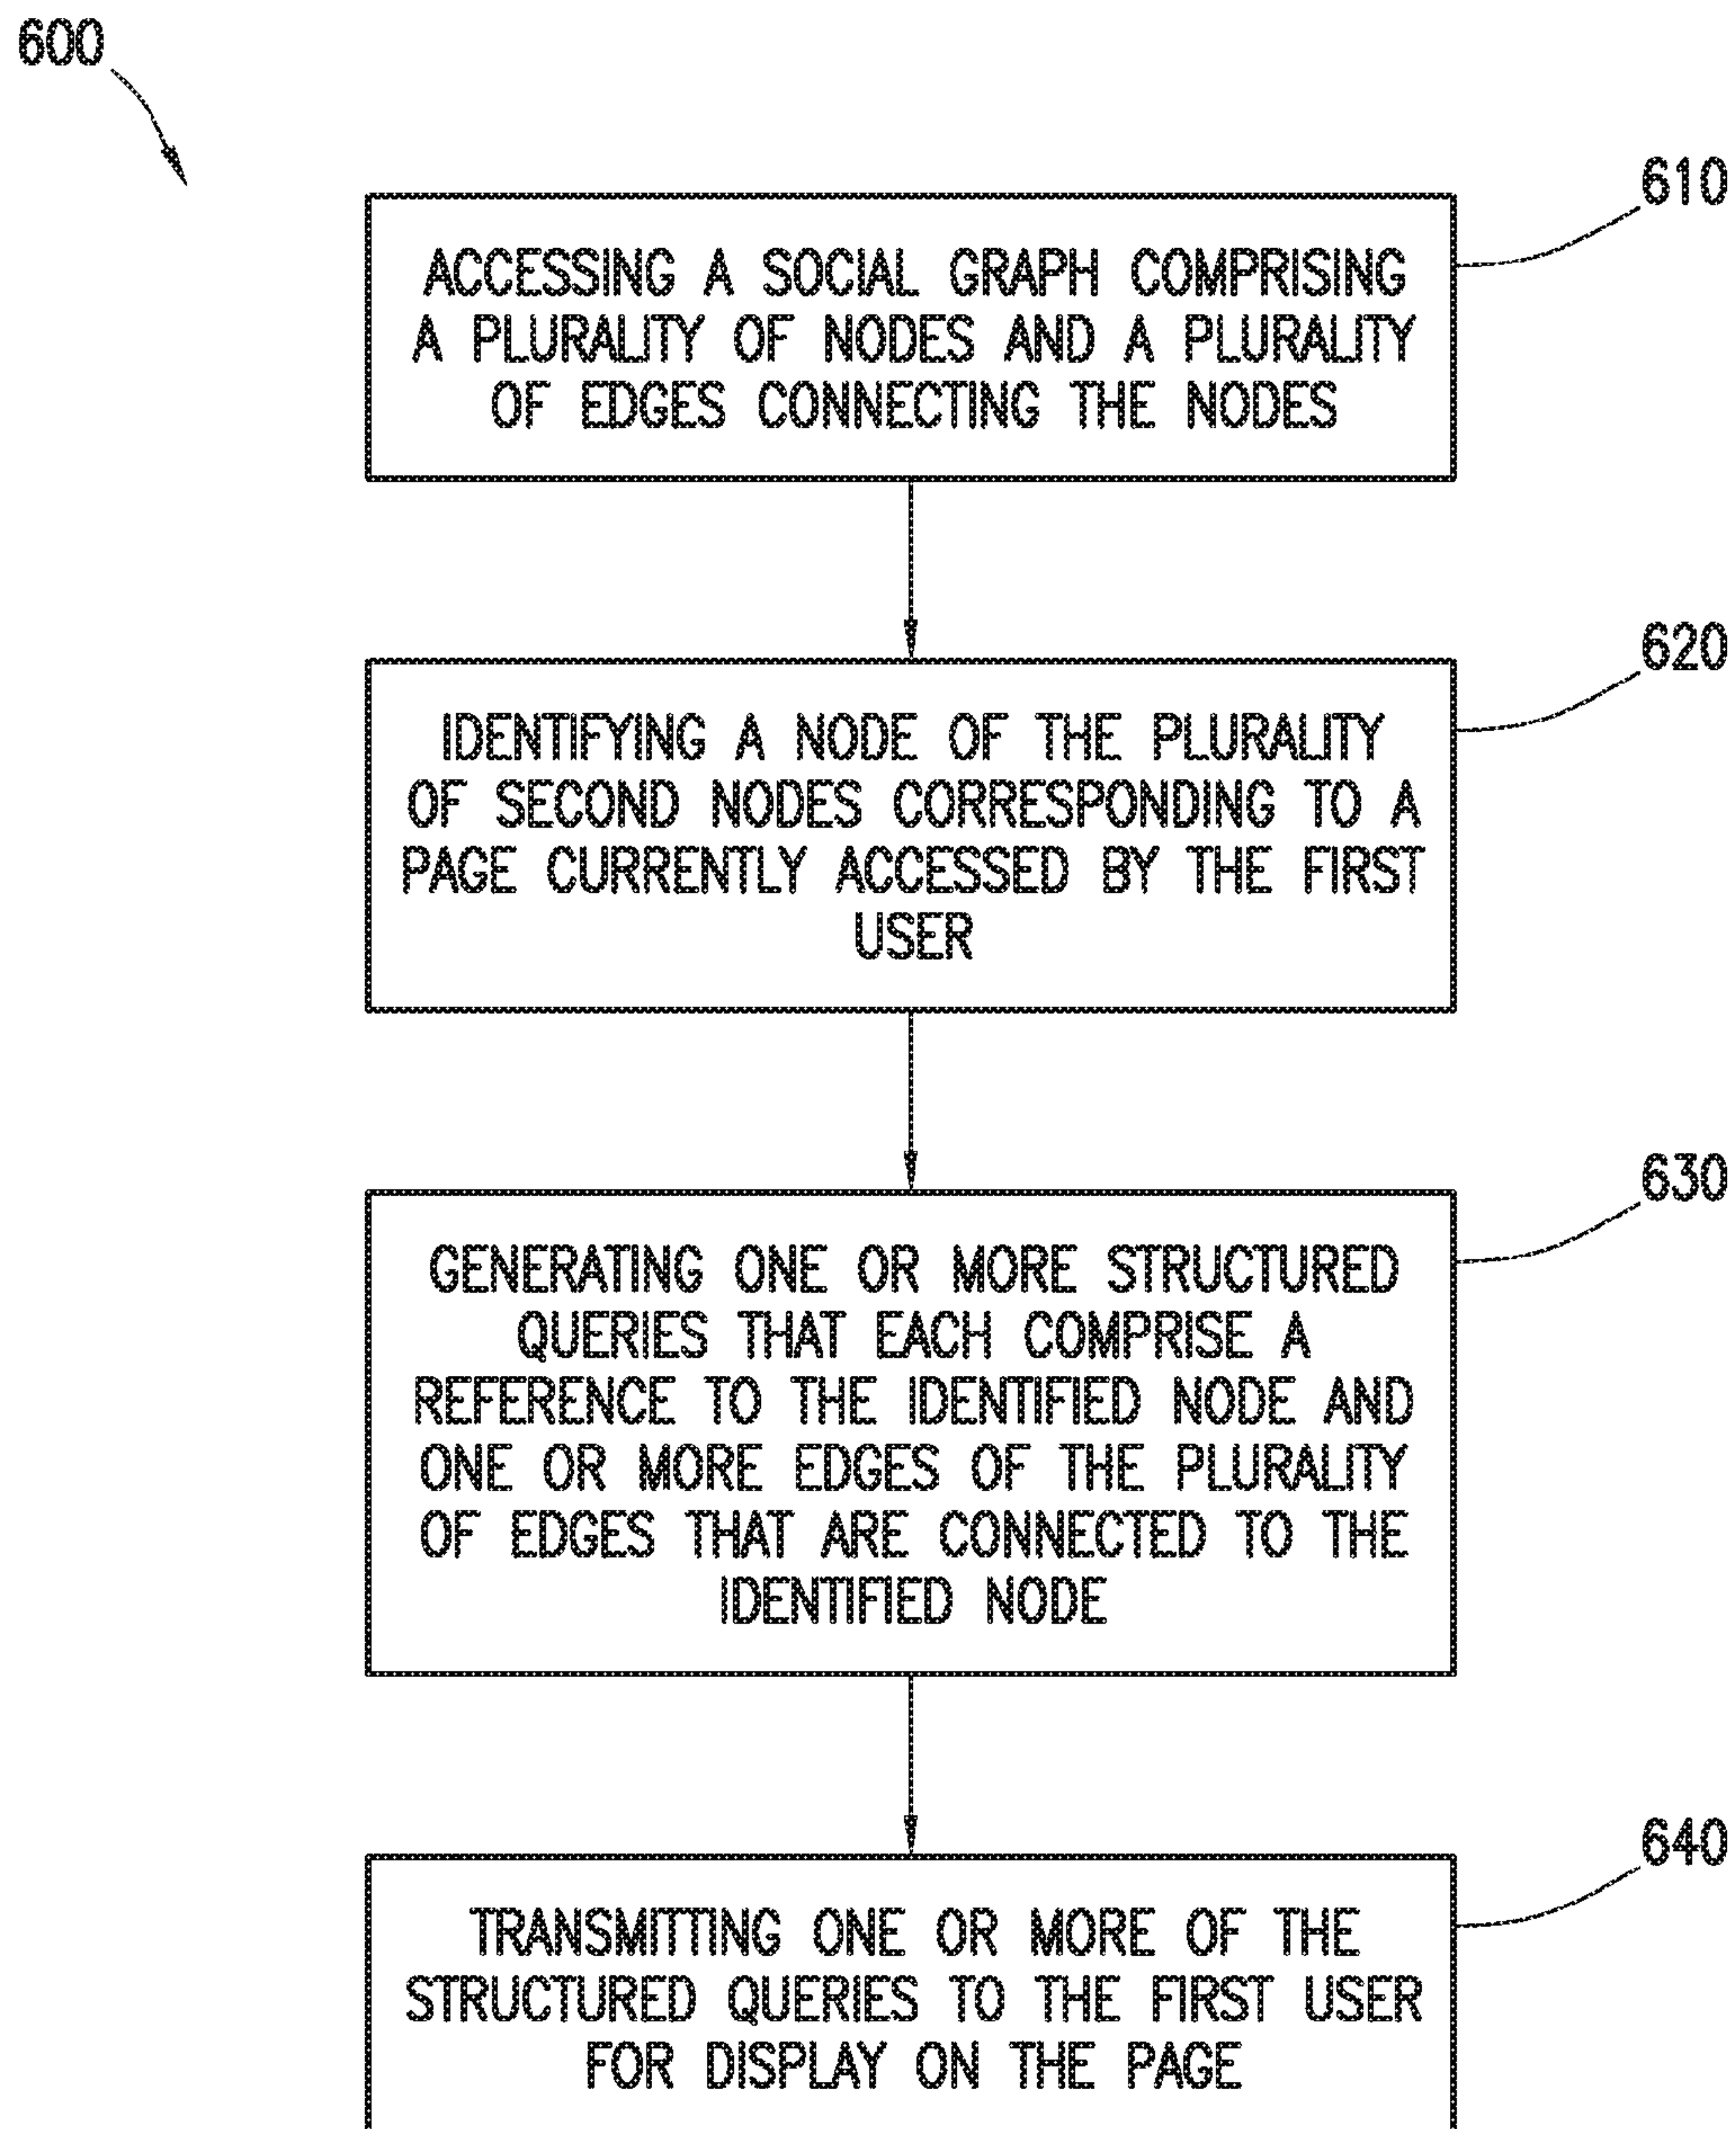 600
610
ACCESSING A SOCIAL GRAPH COMPRISING
A PLURALITY OF NODES AND A PLURALITY
OF EDGES CONNECTING THE NODES
620
IDENTIFYING A NODE OF THE PLURALITY
OF SECOND NODES CORRESPONDING TO A
PAGE CURRENTLY ACCESSED BY THE FIRST
USER
630
GENERATING ONE OR MORE STRUCTURED
QUERIES THAT EACH COMPRISE A
REFERENCE TO THE IDENTIFIED NODE AND
ONE OR MORE EDGES OF THE PLURALITY
OF EDGES THAT ARE CONNECTED TO THE
IDENTIFIED NODE
640
TRANSMITTING ONE OR MORE OF THE
STRUCTURED QUERIES TO THE FIRST USER
FOR DISPLAY ON THE PAGE